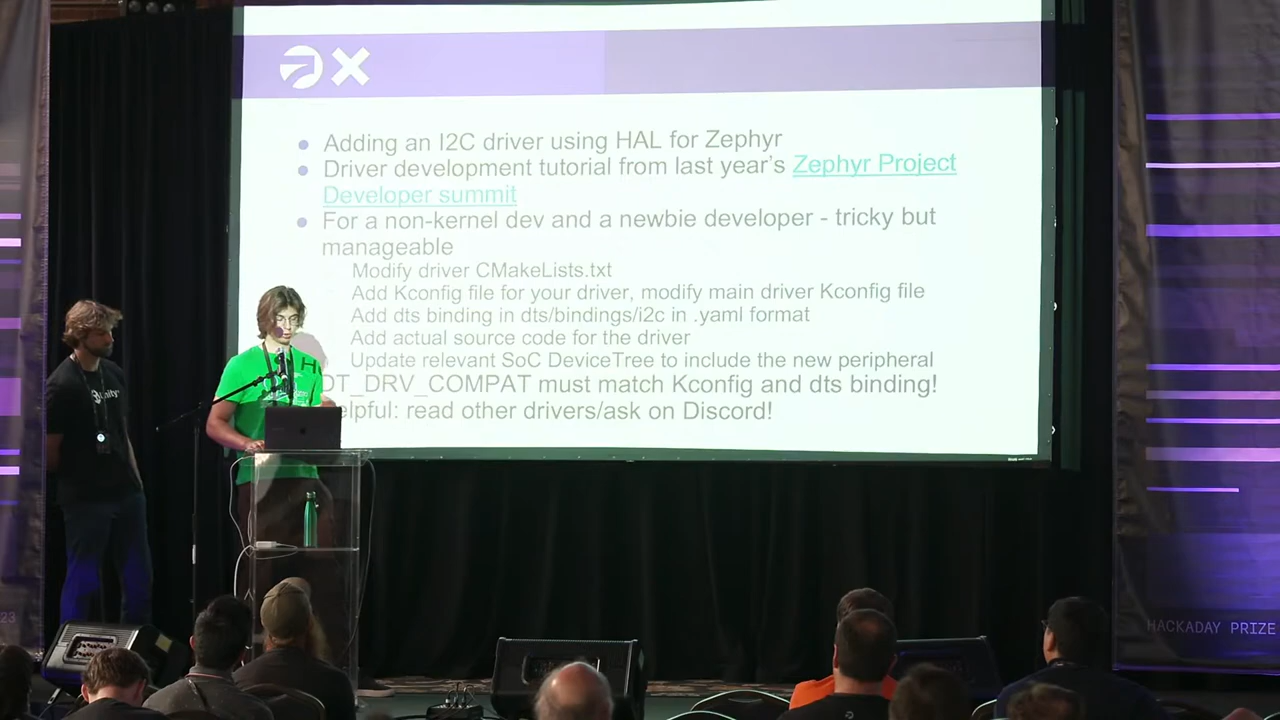 Adding an I2C driver using HAL for Zephyr
Driver development tutorial from last year's Zephyr Project
Developer summit
For a non-kernel dev and a newbie developer - tricky but
manageable
Modify driver CMakeLists.txt
Add Kconfig file for your driver, modify main driver Kconfig file
Add dts binding in dts/bindings/i2c in .yaml format
Add actual source code for the driver
Update relevant SoC DeviceTree to include the new peripheral
DT_DRV_COMPAT must match Kconfig and dts binding!
elpful: read other drivers/ask on Discord!
23
HACKADAY PRIZE